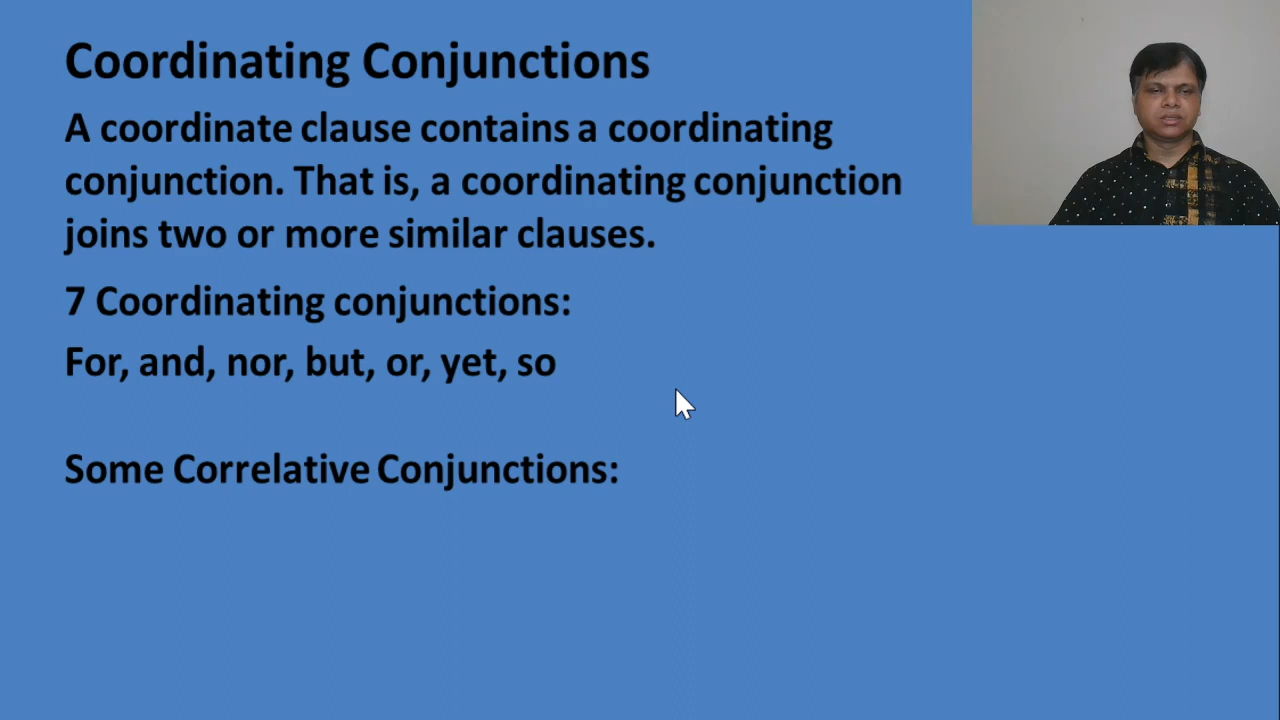 Coordinating Conjunctions
A coordinate clause contains a coordinating
conjunction. That is, a coordinating conjunction
joins two or more similar clauses.
7 Coordinating conjunctions:
For, and, nor, but, or, yet, so
Some Correlative Conjunctions: